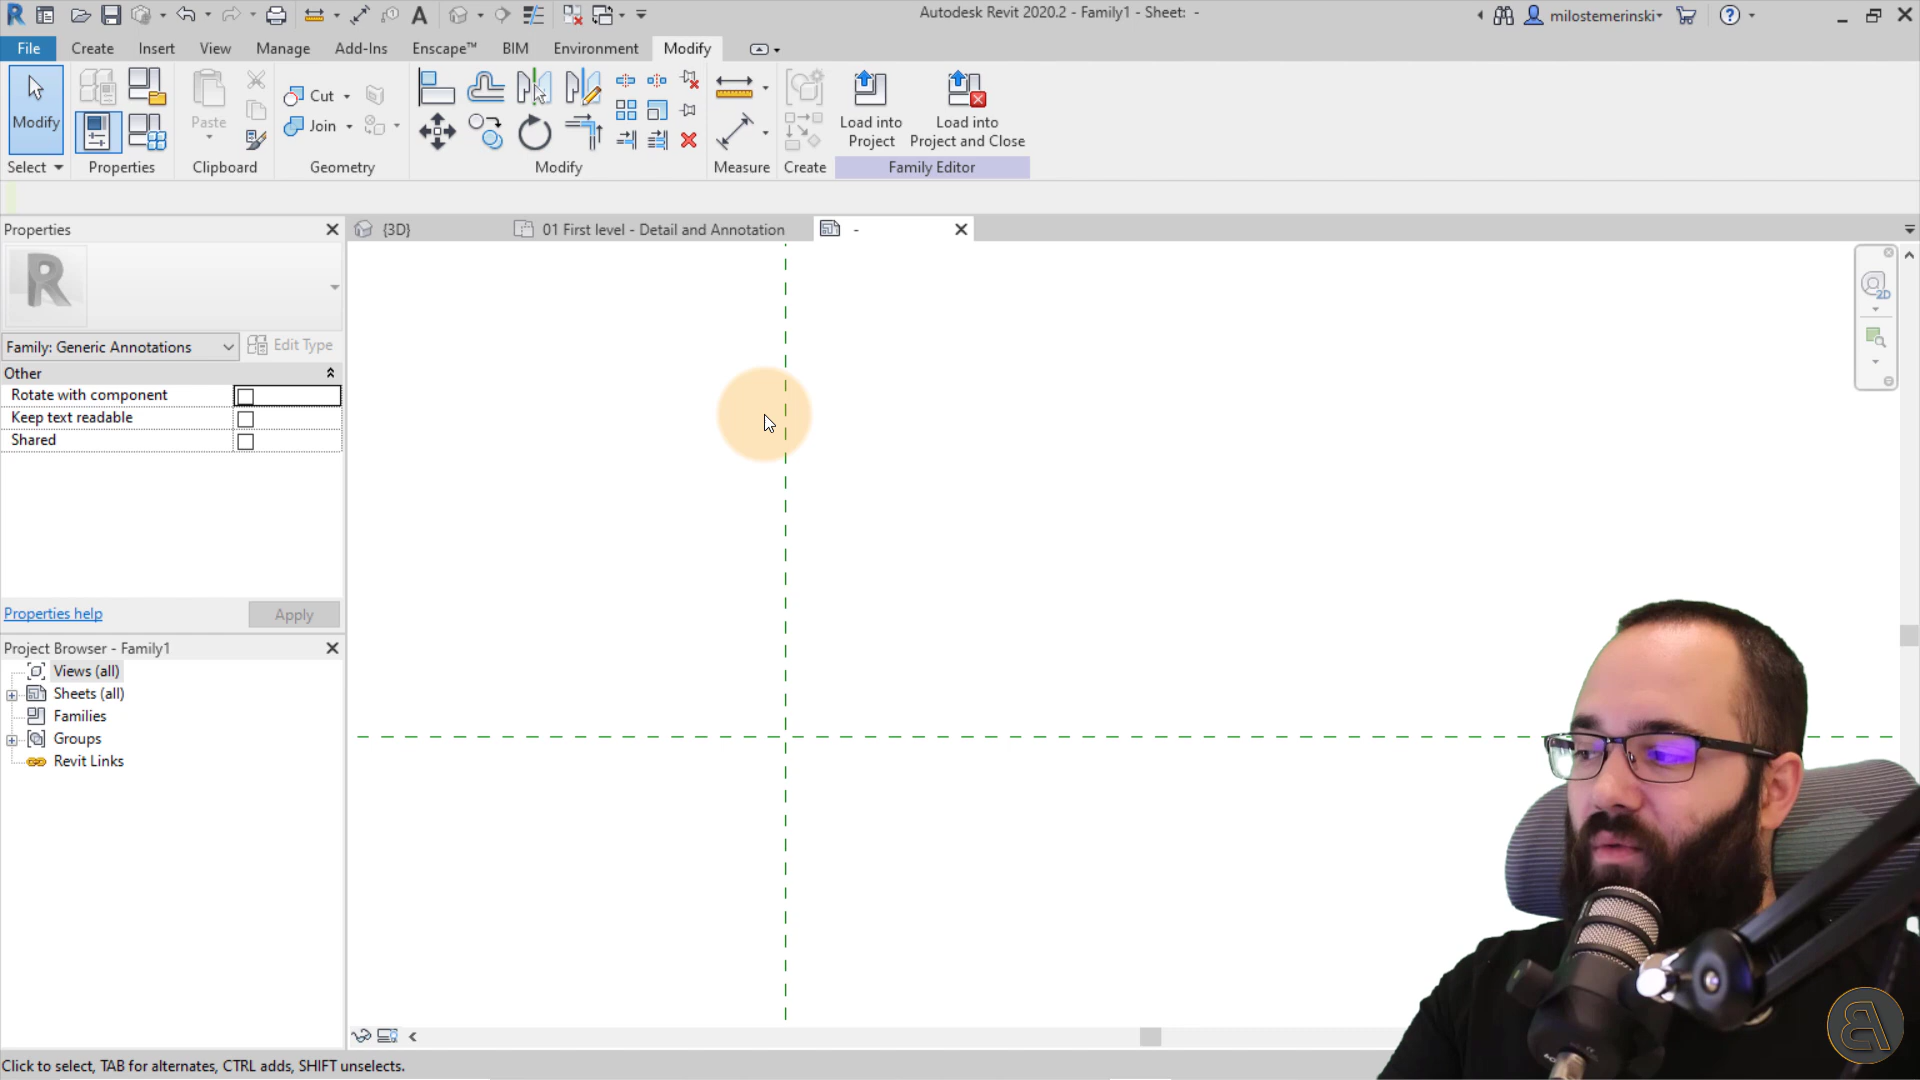 Autodesk Revit 2020.2 - Family1 - Sheet: -
milostemerinski
File Create Insert View Manage Add-Ins Enscape™ BIM Environment Modify
Modify
Paste
Cut
Join
Load into Project
Load into Project and Close
Select Properties Clipboard Geometry Modify Measure Create Family Editor
Properties
{3D}
01 First level - Detail and Annotation
-
R
2D
Family: Generic Annotations
Edit Type
Other
Rotate with component
Keep text readable
Shared
Properties help
Apply
Project Browser - Family1
Views (all)
Sheets (all)
Families
Groups
Revit Links
Click to select, TAB for alternates, CTRL adds, SHIFT unselects.